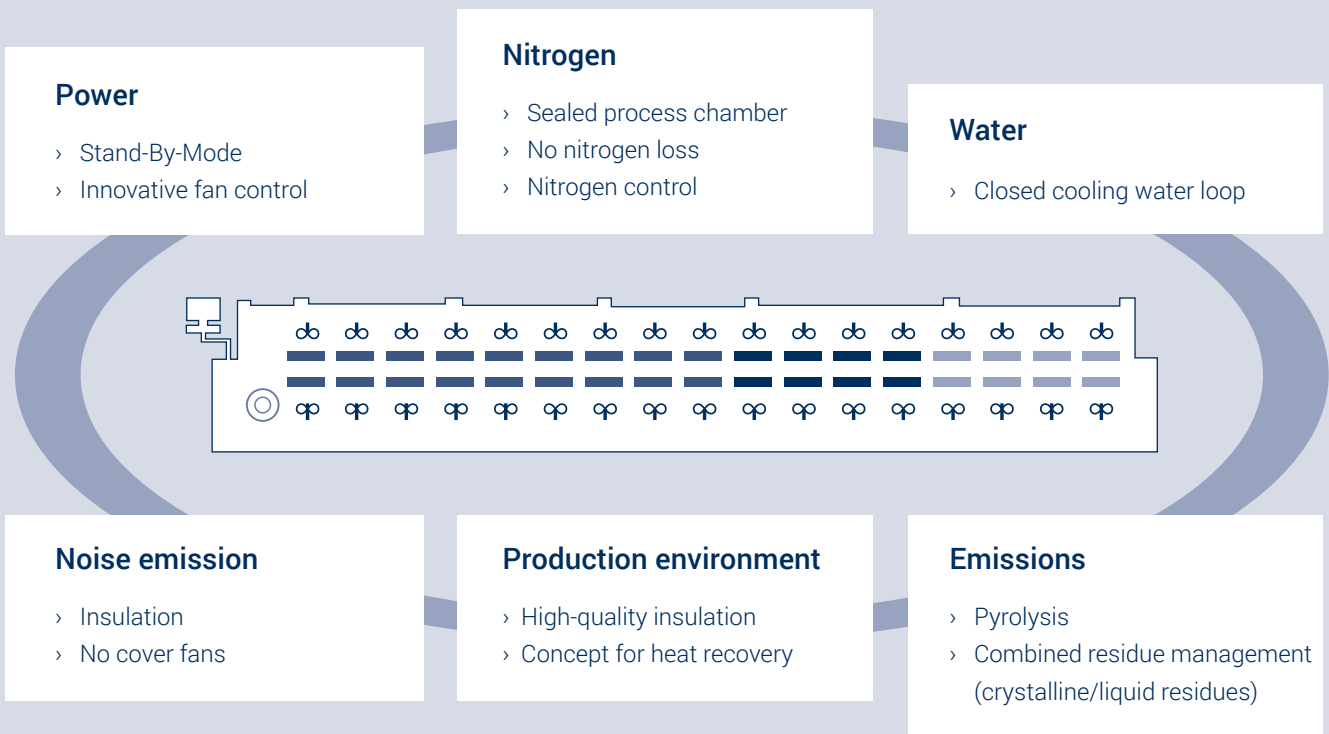 Power
› Stand-By-Mode
› Innovative fan control
Nitrogen
› Sealed process chamber
› No nitrogen loss
› Nitrogen control
Water
› Closed cooling water loop
Noise emission
› Insulation
› No cover fans
Production environment
› High-quality insulation
› Concept for heat recovery
Emissions
› Pyrolysis
› Combined residue management
(crystalline/liquid residues)